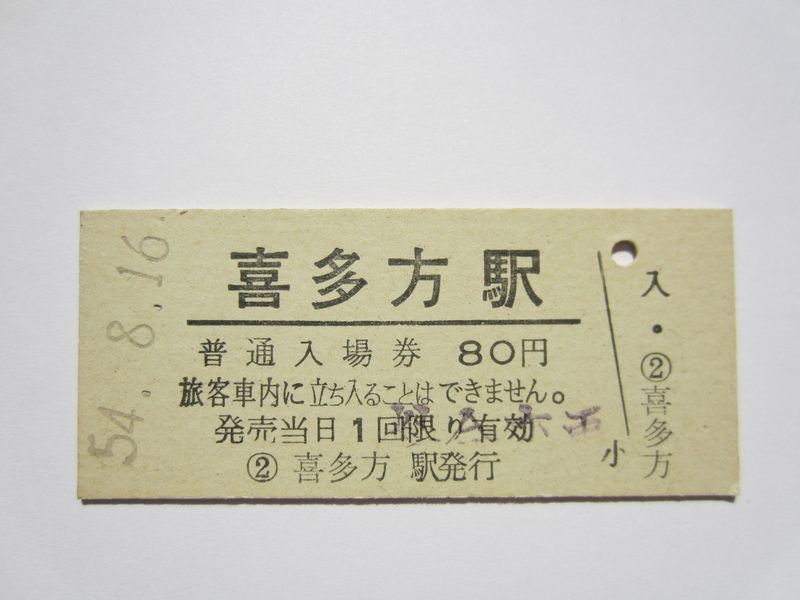 54. 8. 16
喜多方駅
普通入場券 80円
旅客車内に立ち入ることはできません。
発売当日1回限り有効
② 喜多方 駅発行
小
入・②喜多方